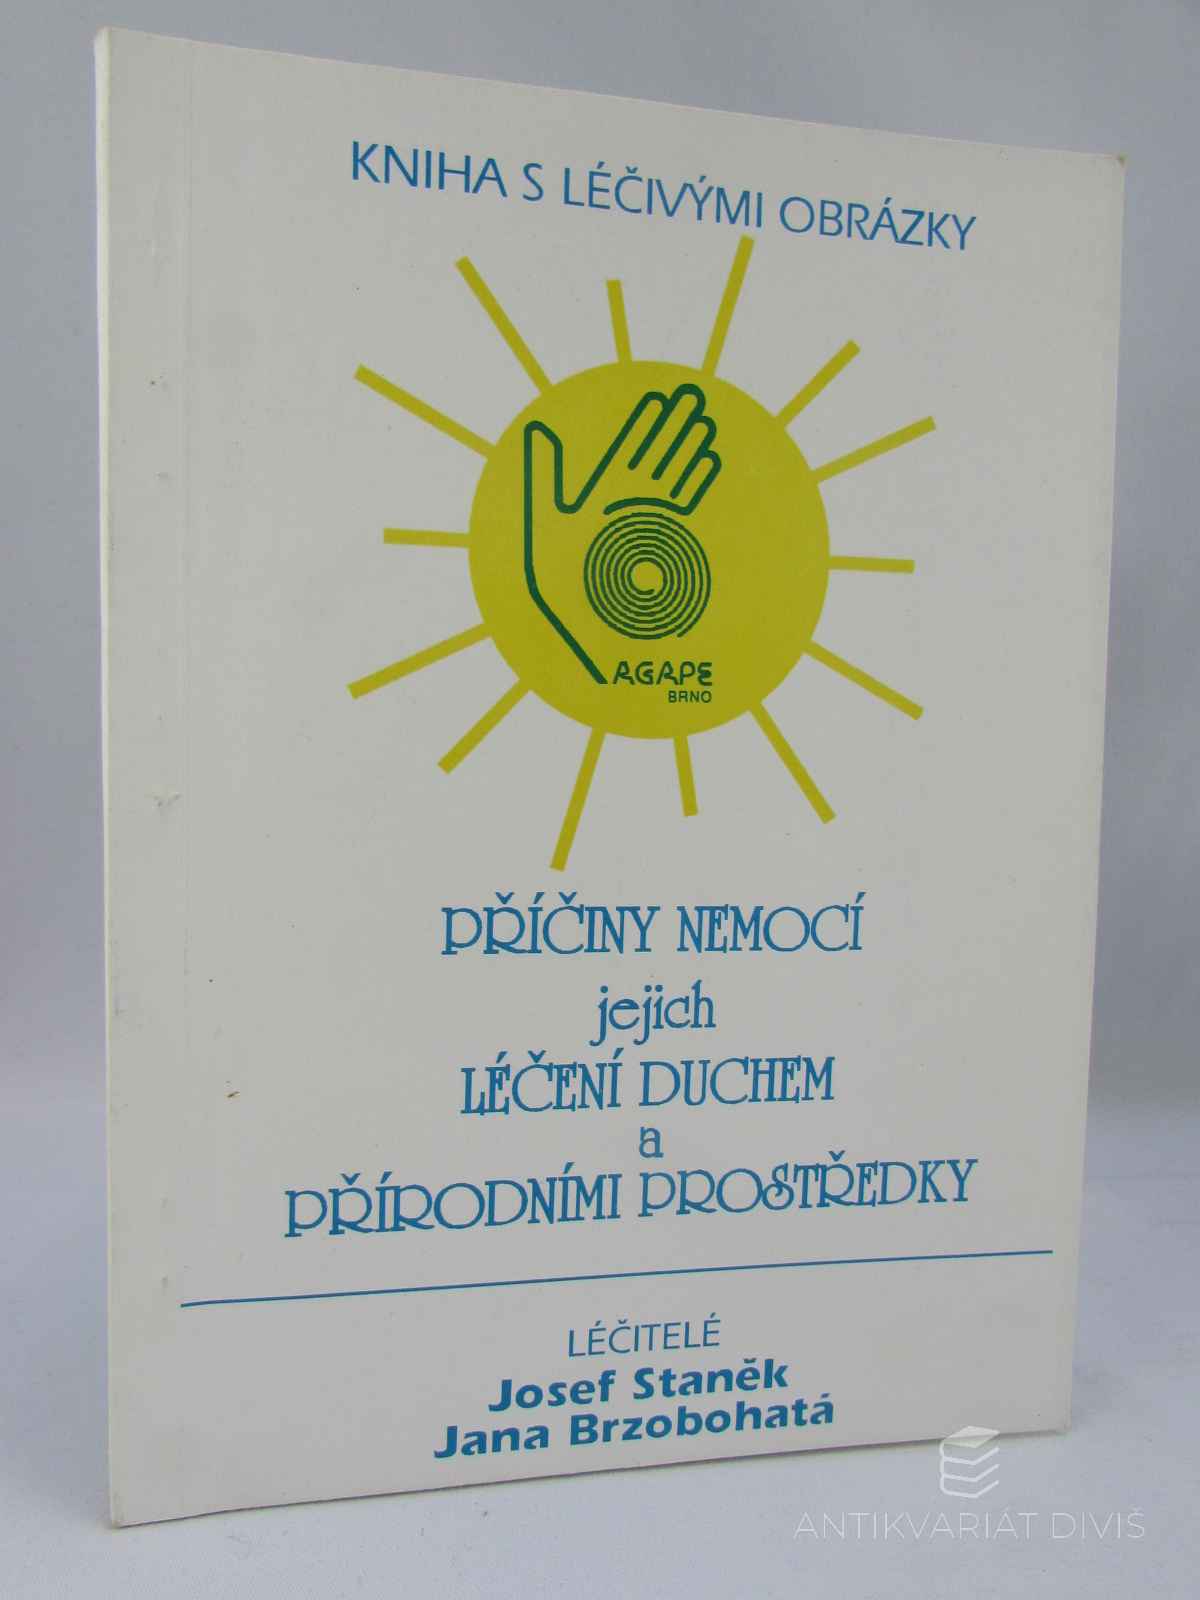 KNIHA S LÉČIVÝMI OBRÁZKY
AGAPE
BRNO
PŘÍČINY NEMOCÍ
jejich
LÉČENÍ DUCHEM
a
PŘÍRODNÍMI PROSTŘEDKY
LÉČITELÉ
Josef Staněk
Jana Brzobohatá
ANTIKVARIÁT DIVIŠ